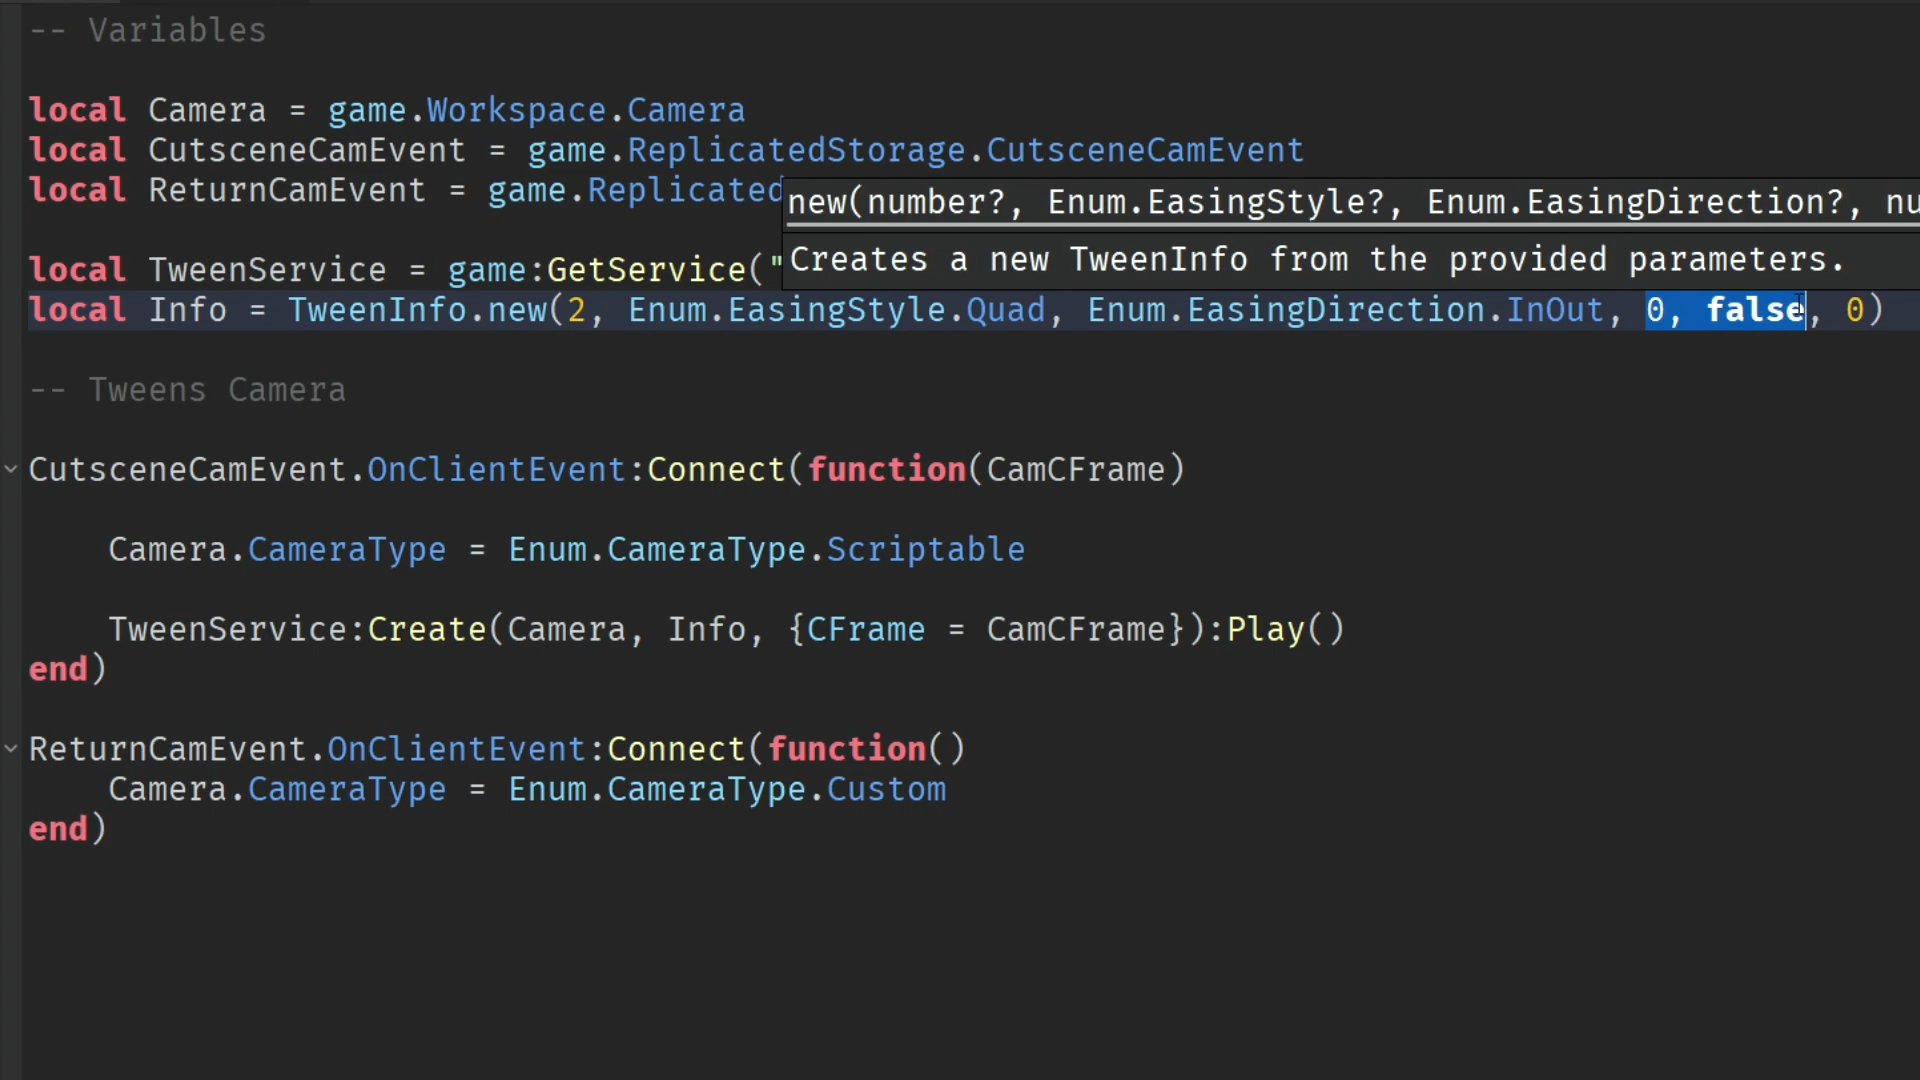 -- Variables
local Camera = game.Workspace.Camera
local CutsceneCamEvent = game.ReplicatedStorage.CutsceneCamEvent
local ReturnCamEvent = game.Replicated
new(number?, Enum.EasingStyle?, Enum.EasingDirection?, nu
Creates a new TweenInfo from the provided parameters.
local TweenService = game:GetService("
local Info = TweenInfo.new(2, Enum.EasingStyle.Quad, Enum.EasingDirection.InOut, 0, false, 0)
-- Tweens Camera
CutsceneCamEvent.OnClientEvent:Connect(function(CamCFrame)
Camera.CameraType = Enum.CameraType.Scriptable
TweenService:Create(Camera, Info, {CFrame = CamCFrame}):Play()
end)
ReturnCamEvent.OnClientEvent:Connect(function()
Camera.CameraType = Enum.CameraType.Custom
end)